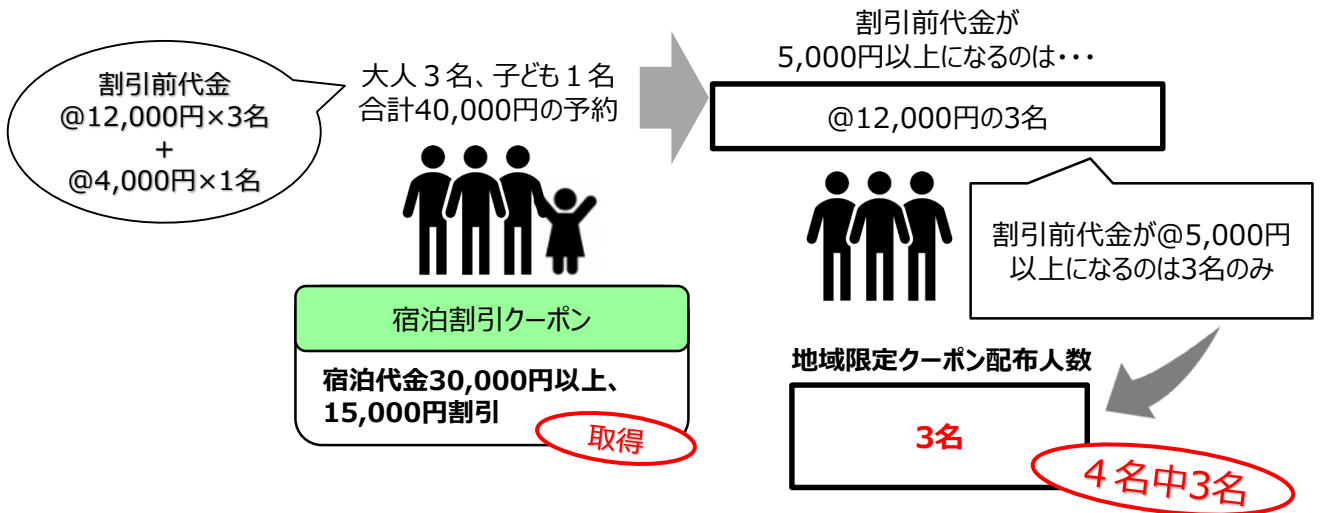 割引前代金
@12,000円×3名
+
@4,000円×1名
大人３名、子ども１名
合計40,000円の予約
割引前代金が
5,000円以上になるのは・・・
@12,000円の3名
割引前代金が@5,000円
以上になるのは3名のみ
宿泊割引クーポン
宿泊代金30,000円以上、
15,000円割引
取得
地域限定クーポン配布人数
3名
４名中3名